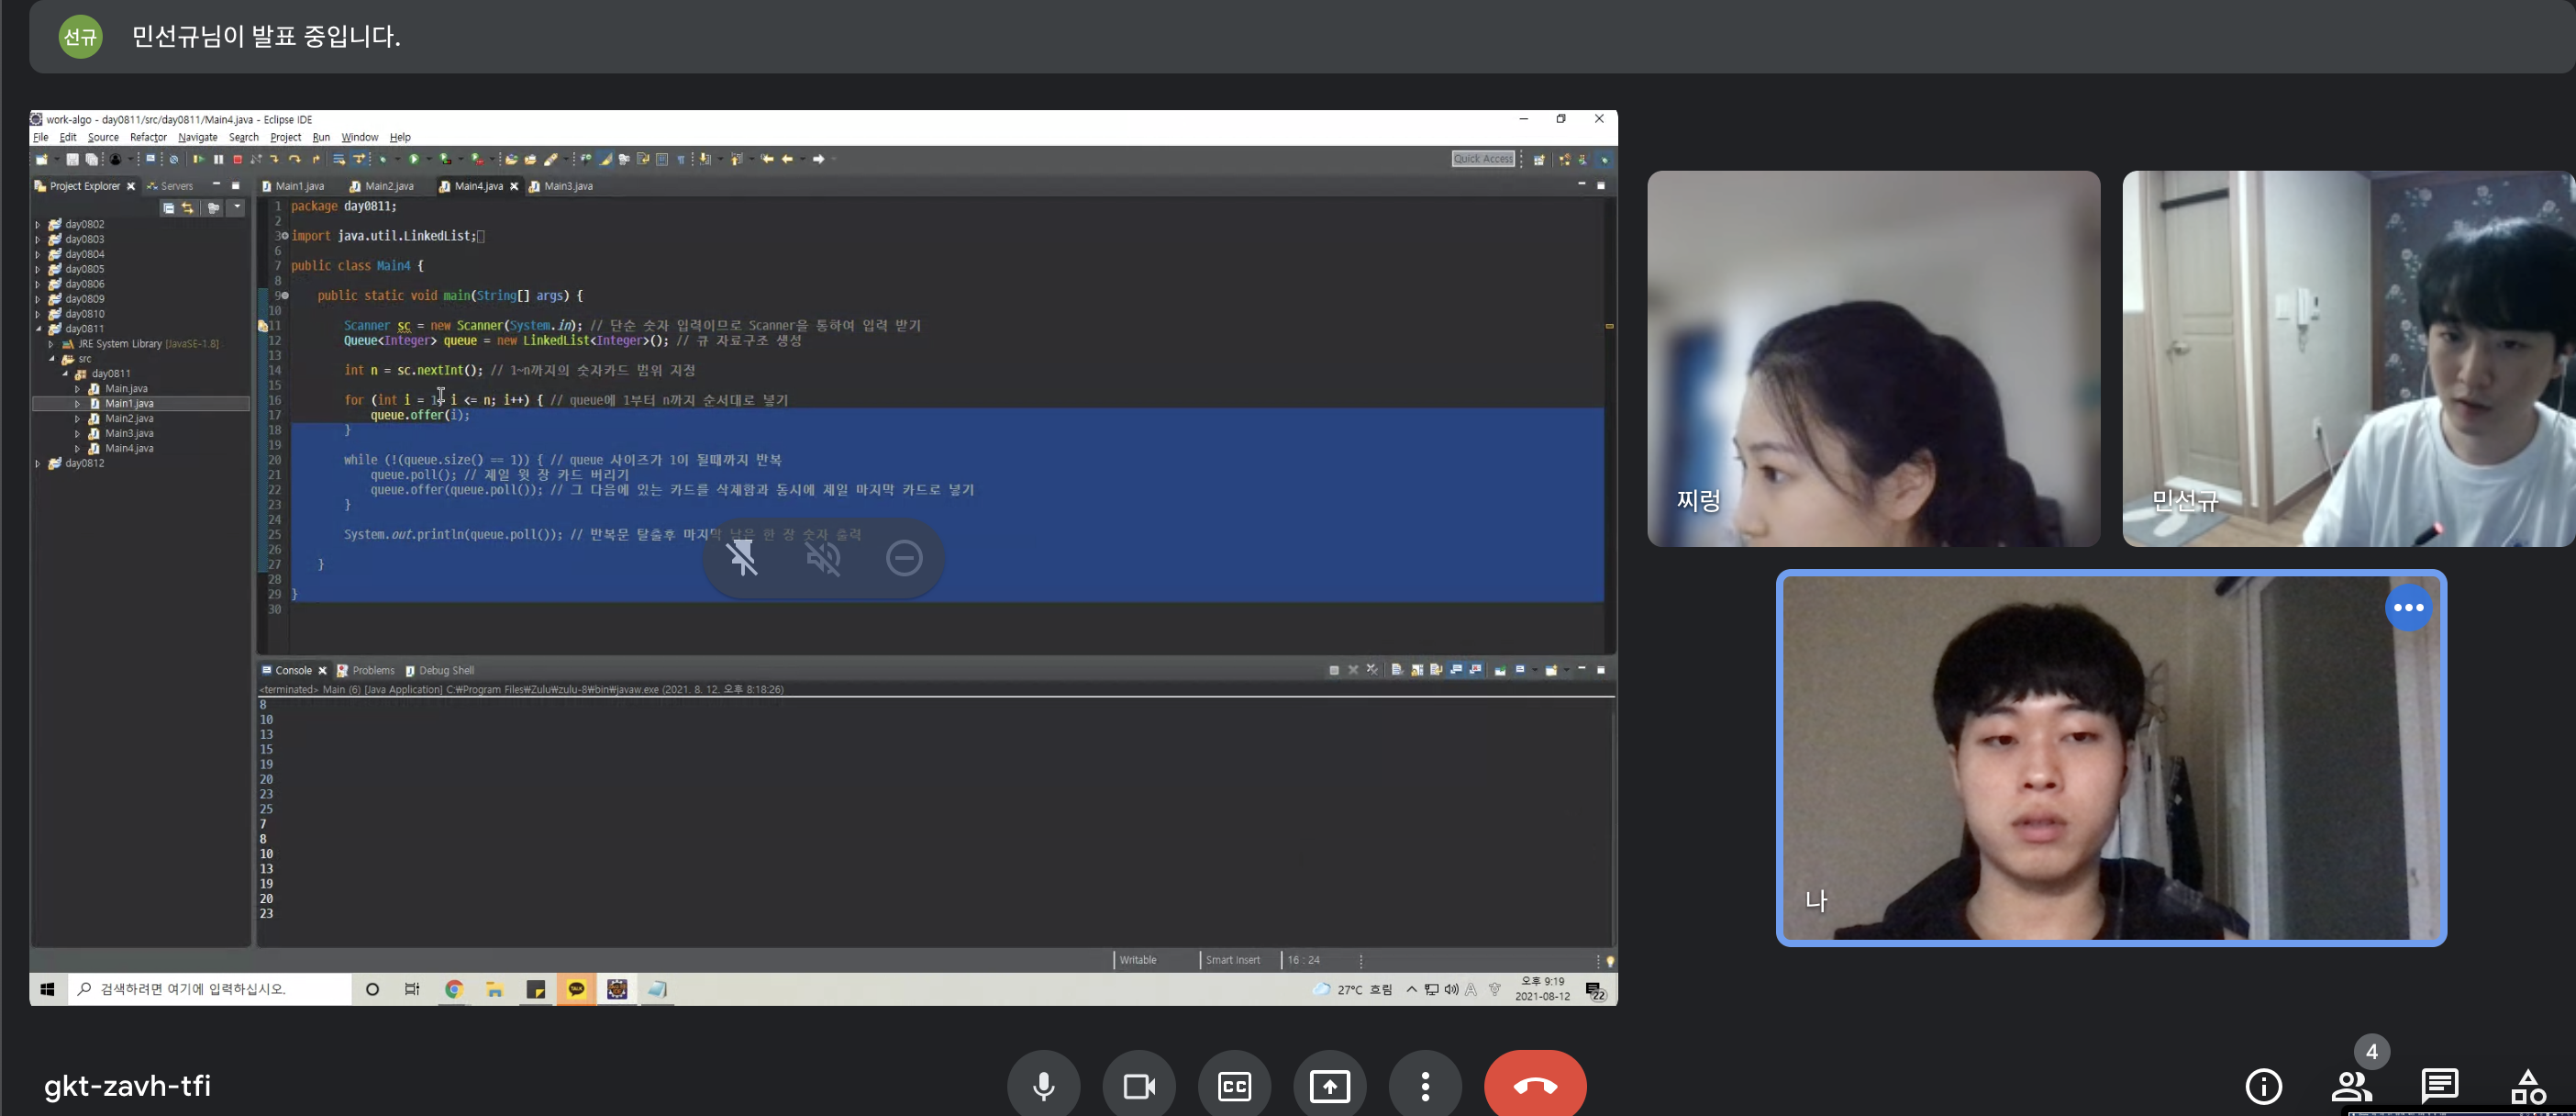 선규 민선규님이 발표 중입니다.
work-algo - day0811/src/day0811/Main4.java - Eclipse IDE
File Edit Source Refactor Navigate Search Project Run Window Help
Quick Access
Project Explorer Servers
Main1.java Main2.java Main4.java Main3.java
day0802
day0803
day0804
day0805
day0806
day0809
day0810
day0811
JRE System Library [JavaSE-1.8]
src
day0811
Main.java
Main1.java
Main2.java
Main3.java
Main4.java
day0812
1 package day0811;
2
3 import java.util.LinkedList;
6
7 public class Main4 {
8
9 public static void main(String[] args) {
10
11 Scanner sc = new Scanner(System.in); // 단순 숫자 입력이므로 Scanner을 통하여 입력 받기
12 Queue<Integer> queue = new LinkedList<Integer>(); // 큐 자료구조 생성
13
14 int n = sc.nextInt(); // 1~n까지의 숫자카드 범위 지정
15
16 for (int i = 1; i <= n; i++) { // queue에 1부터 n까지 순서대로 넣기
17 queue.offer(i);
18 }
19
20 while (!(queue.size() == 1)) { // queue 사이즈가 1이 될때까지 반복
21 queue.poll(); // 제일 윗 장 카드 버리기
22 queue.offer(queue.poll()); // 그 다음에 있는 카드를 삭제함과 동시에 제일 마지막 카드로 넣기
23 }
24
25 System.out.println(queue.poll()); // 반복문 탈출후 마지막 남은 한 장 숫자 출력
26
27 }
28
29 }
30
Console Problems Debug Shell
<terminated> Main (6) [Java Application] C:₩Program Files₩Zulu₩zulu-8₩bin₩javaw.exe (2021. 8. 12. 오후 8:18:26)
8
10
13
15
19
20
23
25
7
8
10
13
19
20
23
Writable Smart Insert 16 : 24
검색하려면 여기에 입력하십시오.
27°C 흐림
A
오후 9:19
2021-08-12
22
TALK
찌렁
민선규
나
gkt-zavh-tfi
CC
4